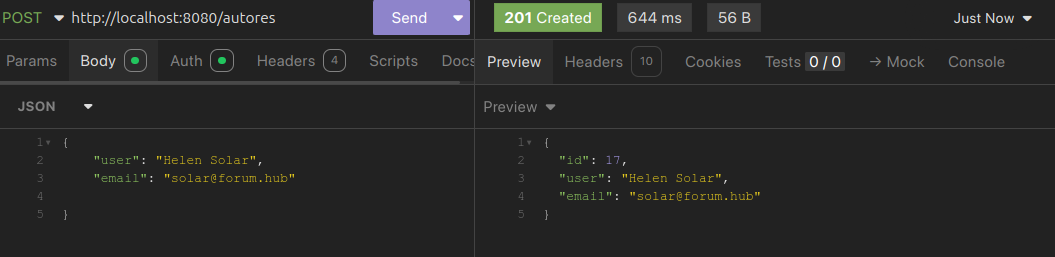 POST http://localhost:8080/autores Send 201 Created 644 ms 56 B Just Now
Params Body Auth Headers 4 Scripts Docs Preview Headers 10 Cookies Tests 0 / 0 → Mock Console
JSON Preview
1 {
2 "user": "Helen Solar",
3 "email": "solar@forum.hub"
4
5 }
1 {
2 "id": 17,
3 "user": "Helen Solar",
4 "email": "solar@forum.hub"
5 }